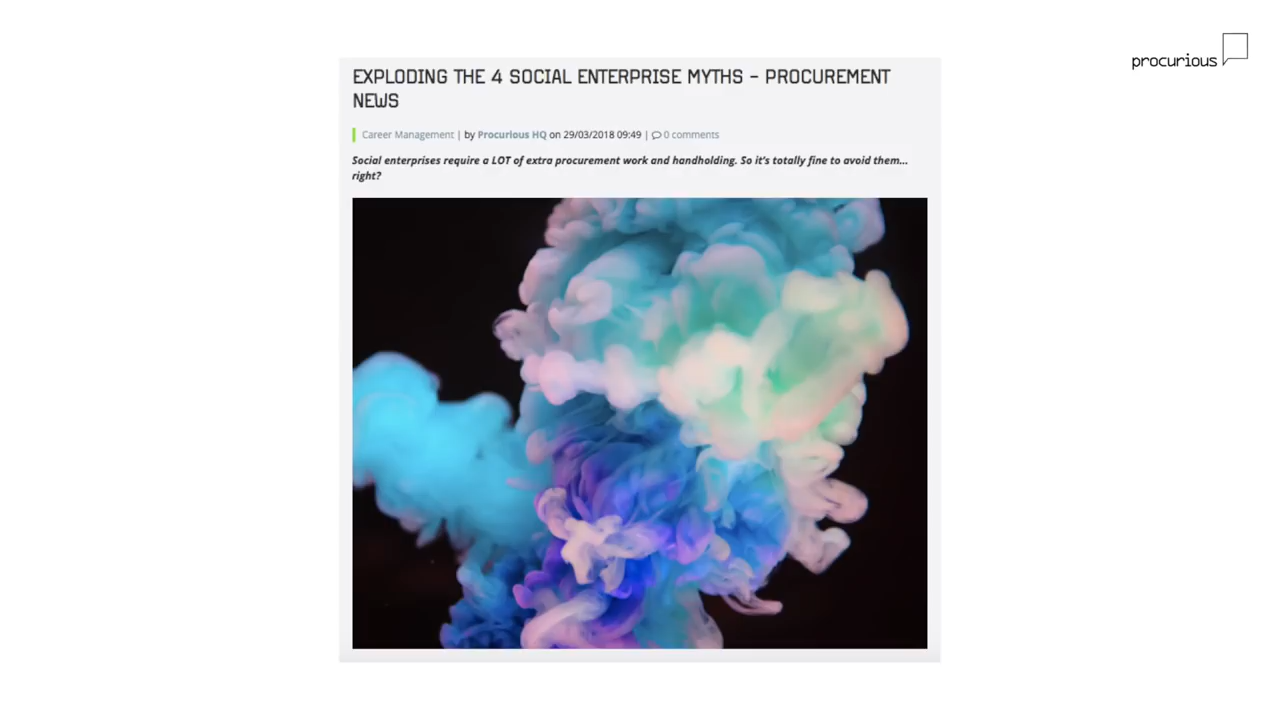 procurious
EXPLODING THE 4 SOCIAL ENTERPRISE MYTHS – PROCUREMENT
NEWS
Career Management | by Procurious HQ on 29/03/2018 09:49 | 0 comments
Social enterprises require a LOT of extra procurement work and handholding. So it's totally fine to avoid them...
right?